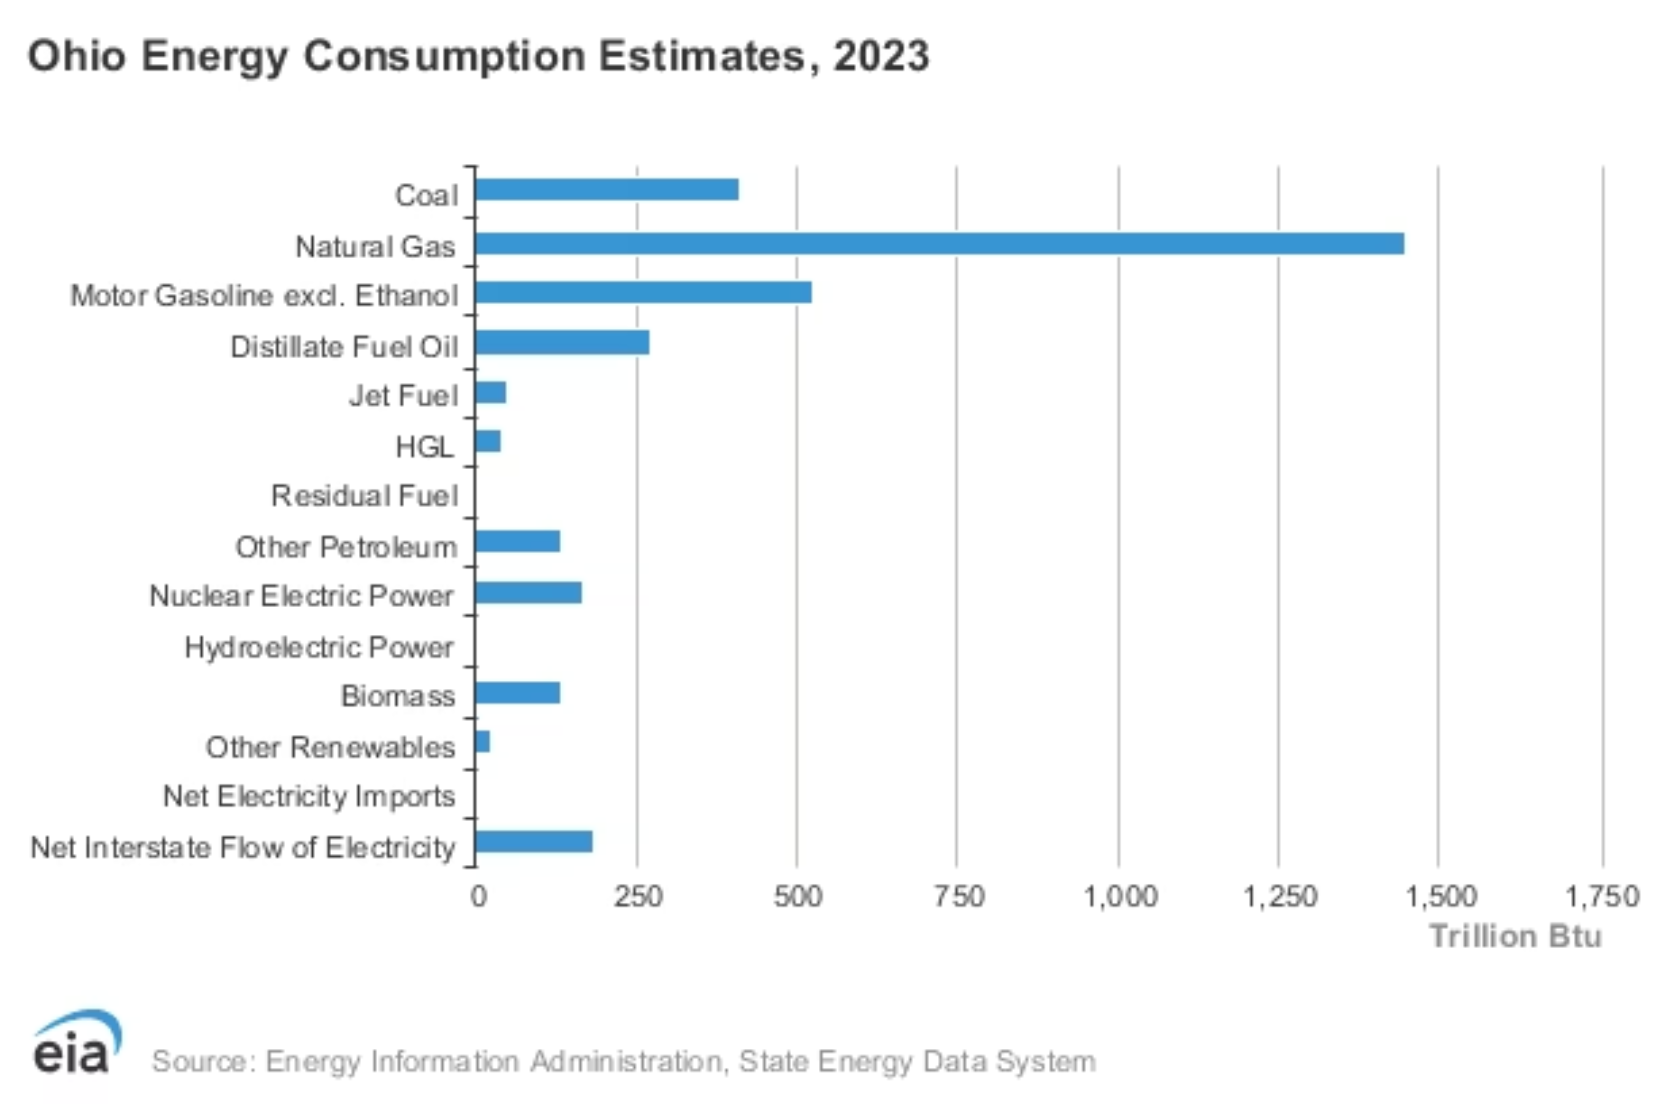 Ohio Energy Consumption Estimates, 2023
Coal
Natural Gas
Motor Gasoline excl. Ethanol
Distillate Fuel Oil
Jet Fuel
HGL
Residual Fuel
Other Petroleum
Nuclear Electric Power
Hydroelectric Power
Biomass
Other Renewables
Net Electricity Imports
Net Interstate Flow of Electricity
0 250 500 750 1,000 1,250 1,500 1,750
Trillion Btu
eia
Source: Energy Information Administration, State Energy Data System